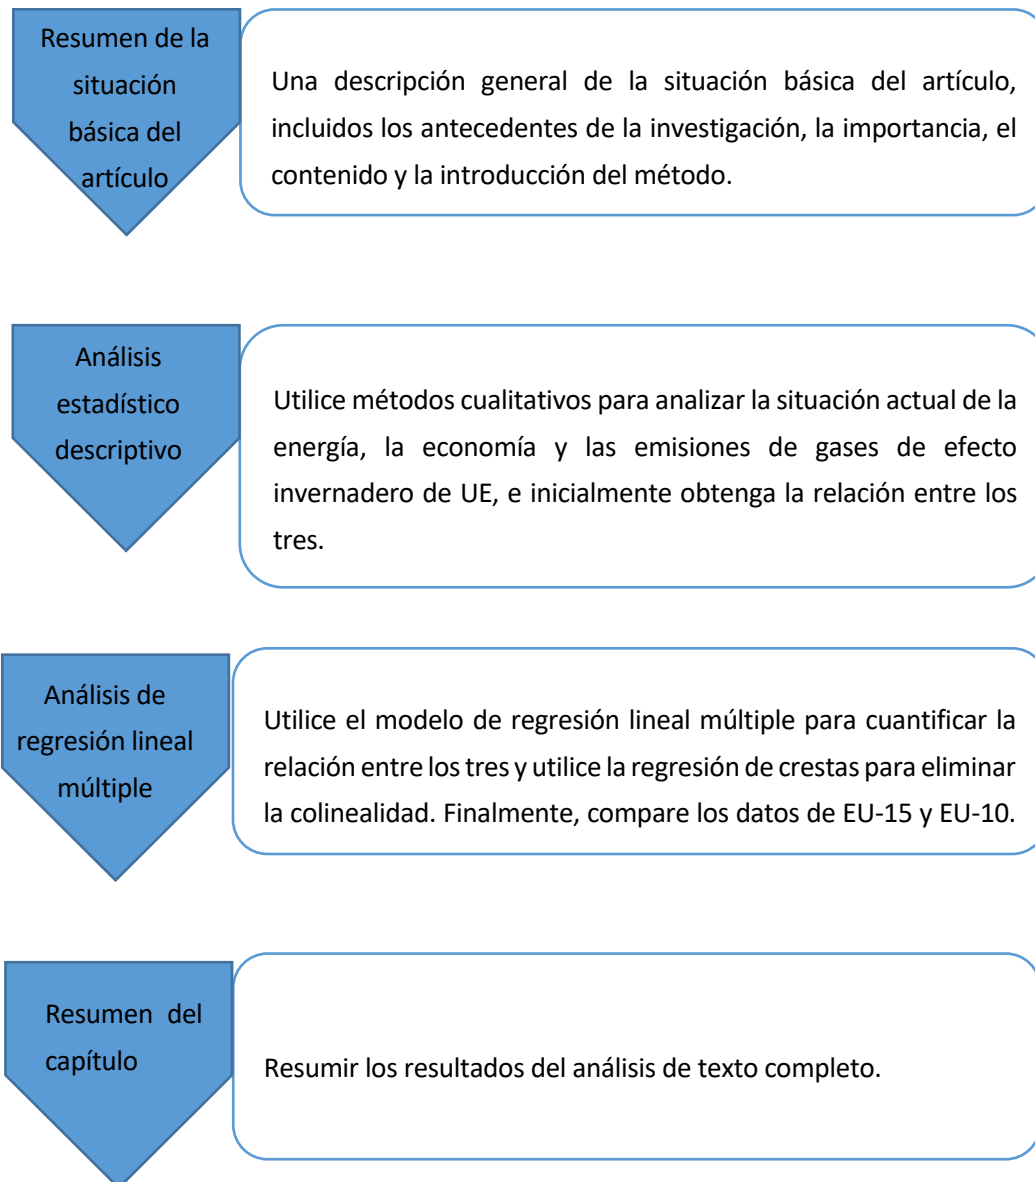 Resumen de la
situación
básica del
artículo
Una descripción general de la situación básica del artículo,
incluidos los antecedentes de la investigación, la importancia, el
contenido y la introducción del método.
Análisis
estadístico
descriptivo
Utilice métodos cualitativos para analizar la situación actual de la
energía, la economía y las emisiones de gases de efecto
invernadero de UE, e inicialmente obtenga la relación entre los
tres.
Análisis de
regresión lineal
múltiple
Utilice el modelo de regresión lineal múltiple para cuantificar la
relación entre los tres y utilice la regresión de crestas para eliminar
la colinealidad. Finalmente, compare los datos de EU-15 y EU-10.
Resumen del
capítulo
Resumir los resultados del análisis de texto completo.